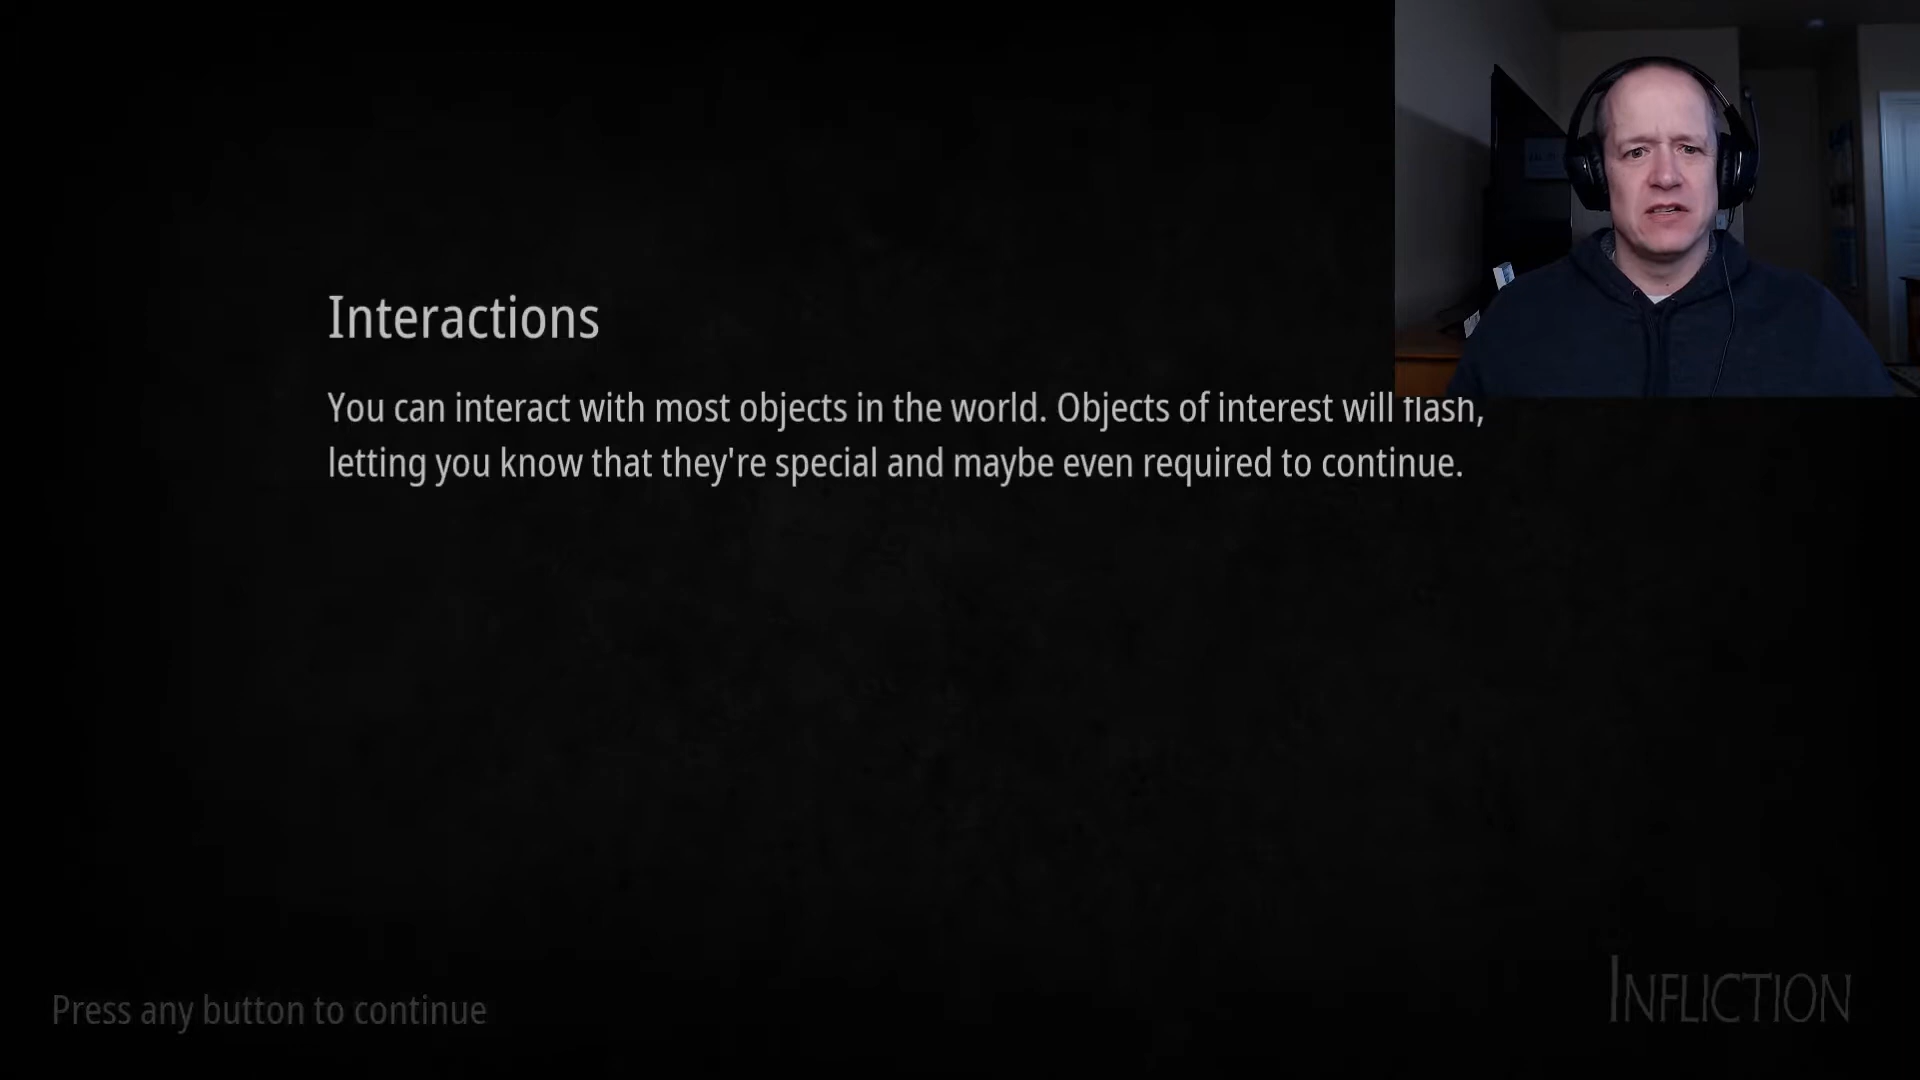 Interactions
You can interact with most objects in the world. Objects of interest will flash,
letting you know that they're special and maybe even required to continue.
Press any button to continue
INFLICTION